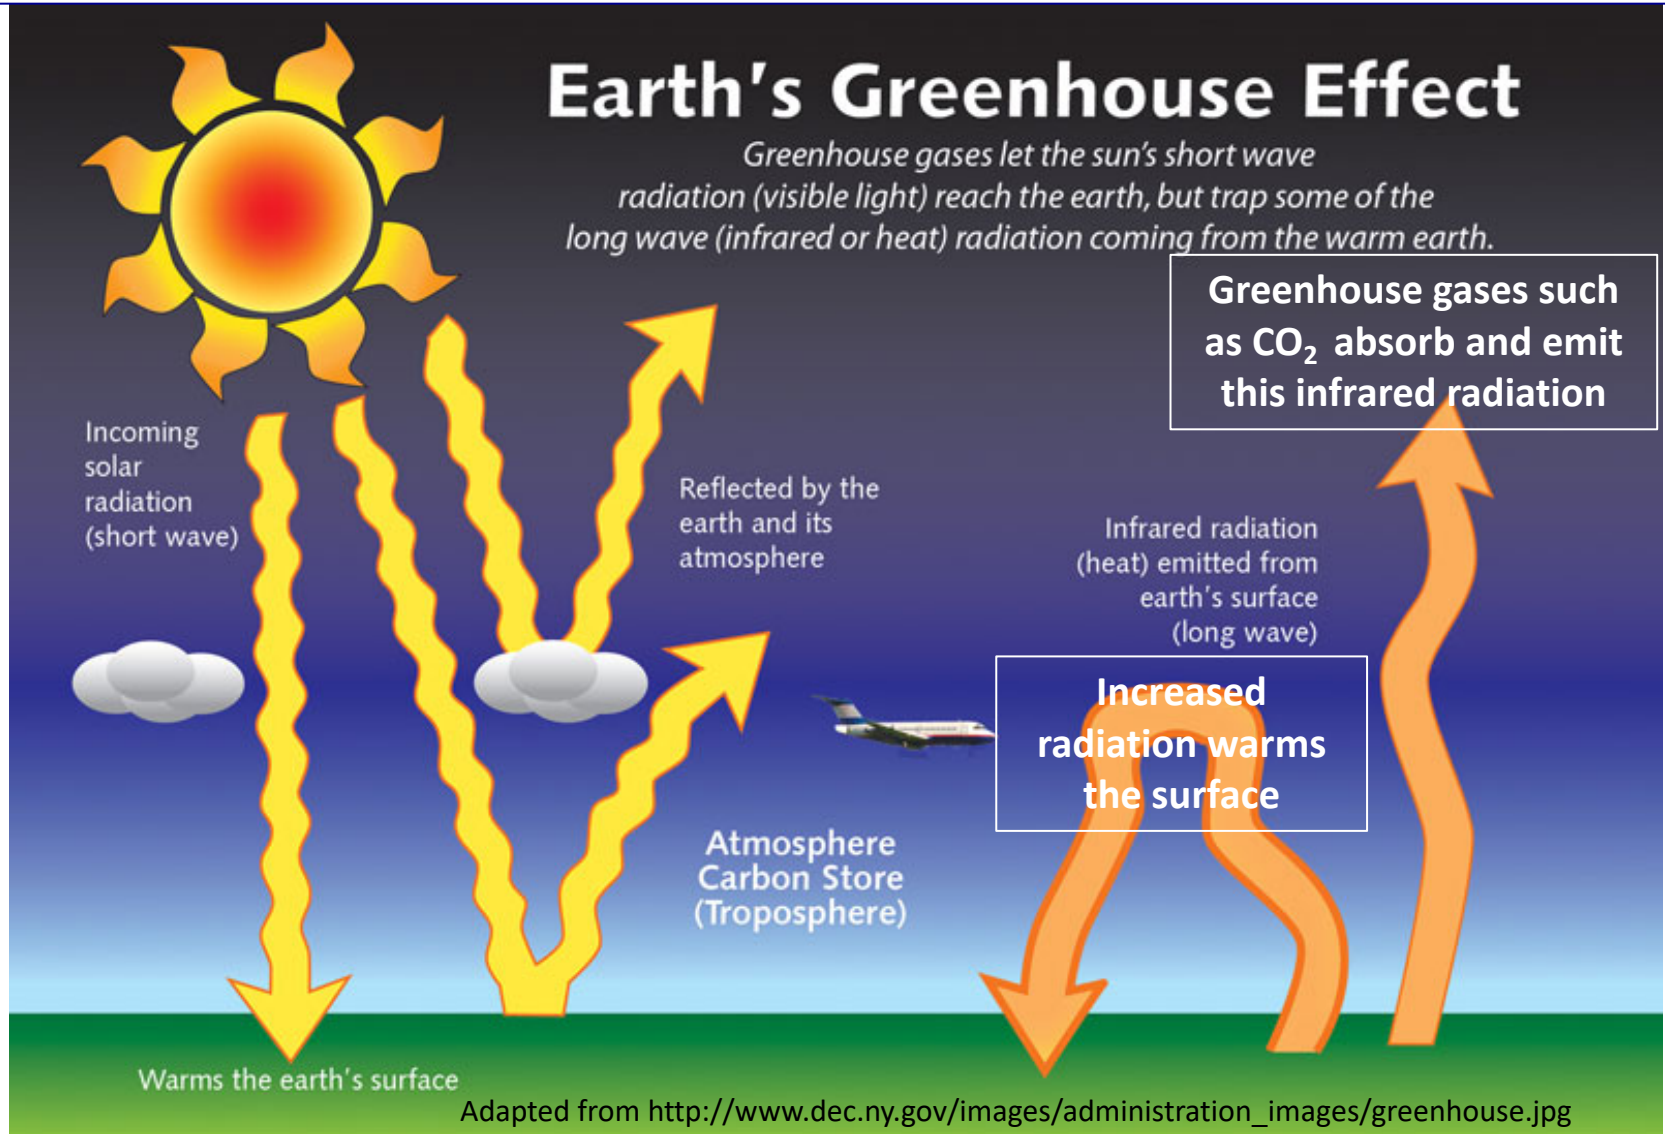 Earth's Greenhouse Effect
Greenhouse gases let the sun's short wave
radiation (visible light) reach the earth, but trap some of the
long wave (infrared or heat) radiation coming from the warm earth.
Greenhouse gases such
as CO₂ absorb and emit
this infrared radiation
Incoming
solar
radiation
(short wave)
Reflected by the
earth and its
atmosphere
Infrared radiation
(heat) emitted from
earth's surface
(long wave)
Increased
radiation warms
the surface
Atmosphere
Carbon Store
(Troposphere)
Warms the earth's surface
Adapted from http://www.dec.ny.gov/images/administration_images/greenhouse.jpg